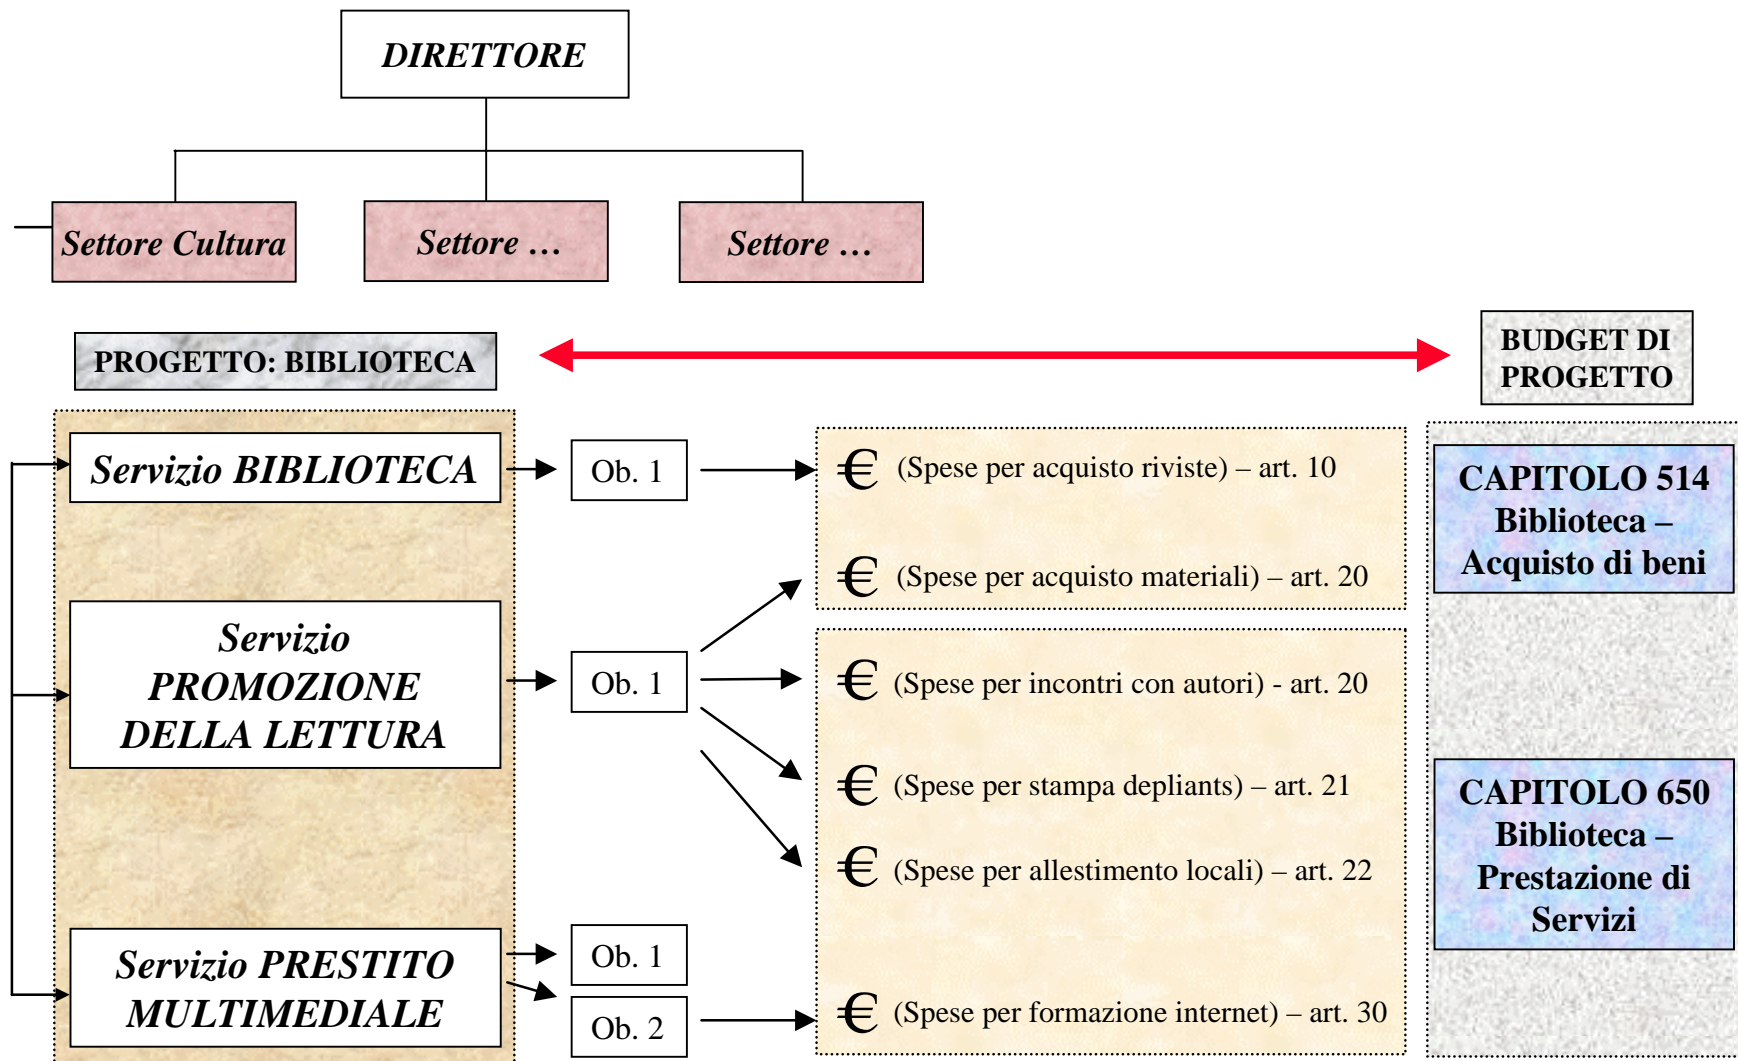 DIRETTORE
Settore Cultura
Settore …
Settore …
PROGETTO: BIBLIOTECA
BUDGET DI
PROGETTO
Servizio BIBLIOTECA
Ob. 1
€ (Spese per acquisto riviste) – art. 10
€ (Spese per acquisto materiali) – art. 20
CAPITOLO 514
Biblioteca –
Acquisto di beni
Servizio
PROMOZIONE
DELLA LETTURA
Ob. 1
€ (Spese per incontri con autori) - art. 20
€ (Spese per stampa depliants) – art. 21
€ (Spese per allestimento locali) – art. 22
CAPITOLO 650
Biblioteca –
Prestazione di
Servizi
Servizio PRESTITO
MULTIMEDIALE
Ob. 1
Ob. 2
€ (Spese per formazione internet) – art. 30